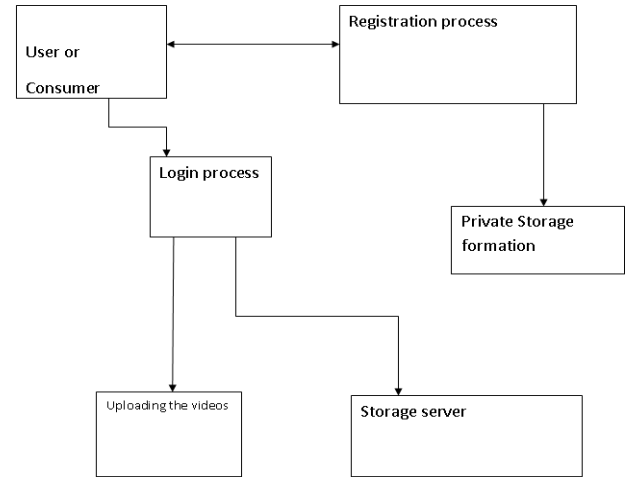 User or
Consumer
Registration process
Login process
Private Storage
formation
Uploading the videos
Storage server